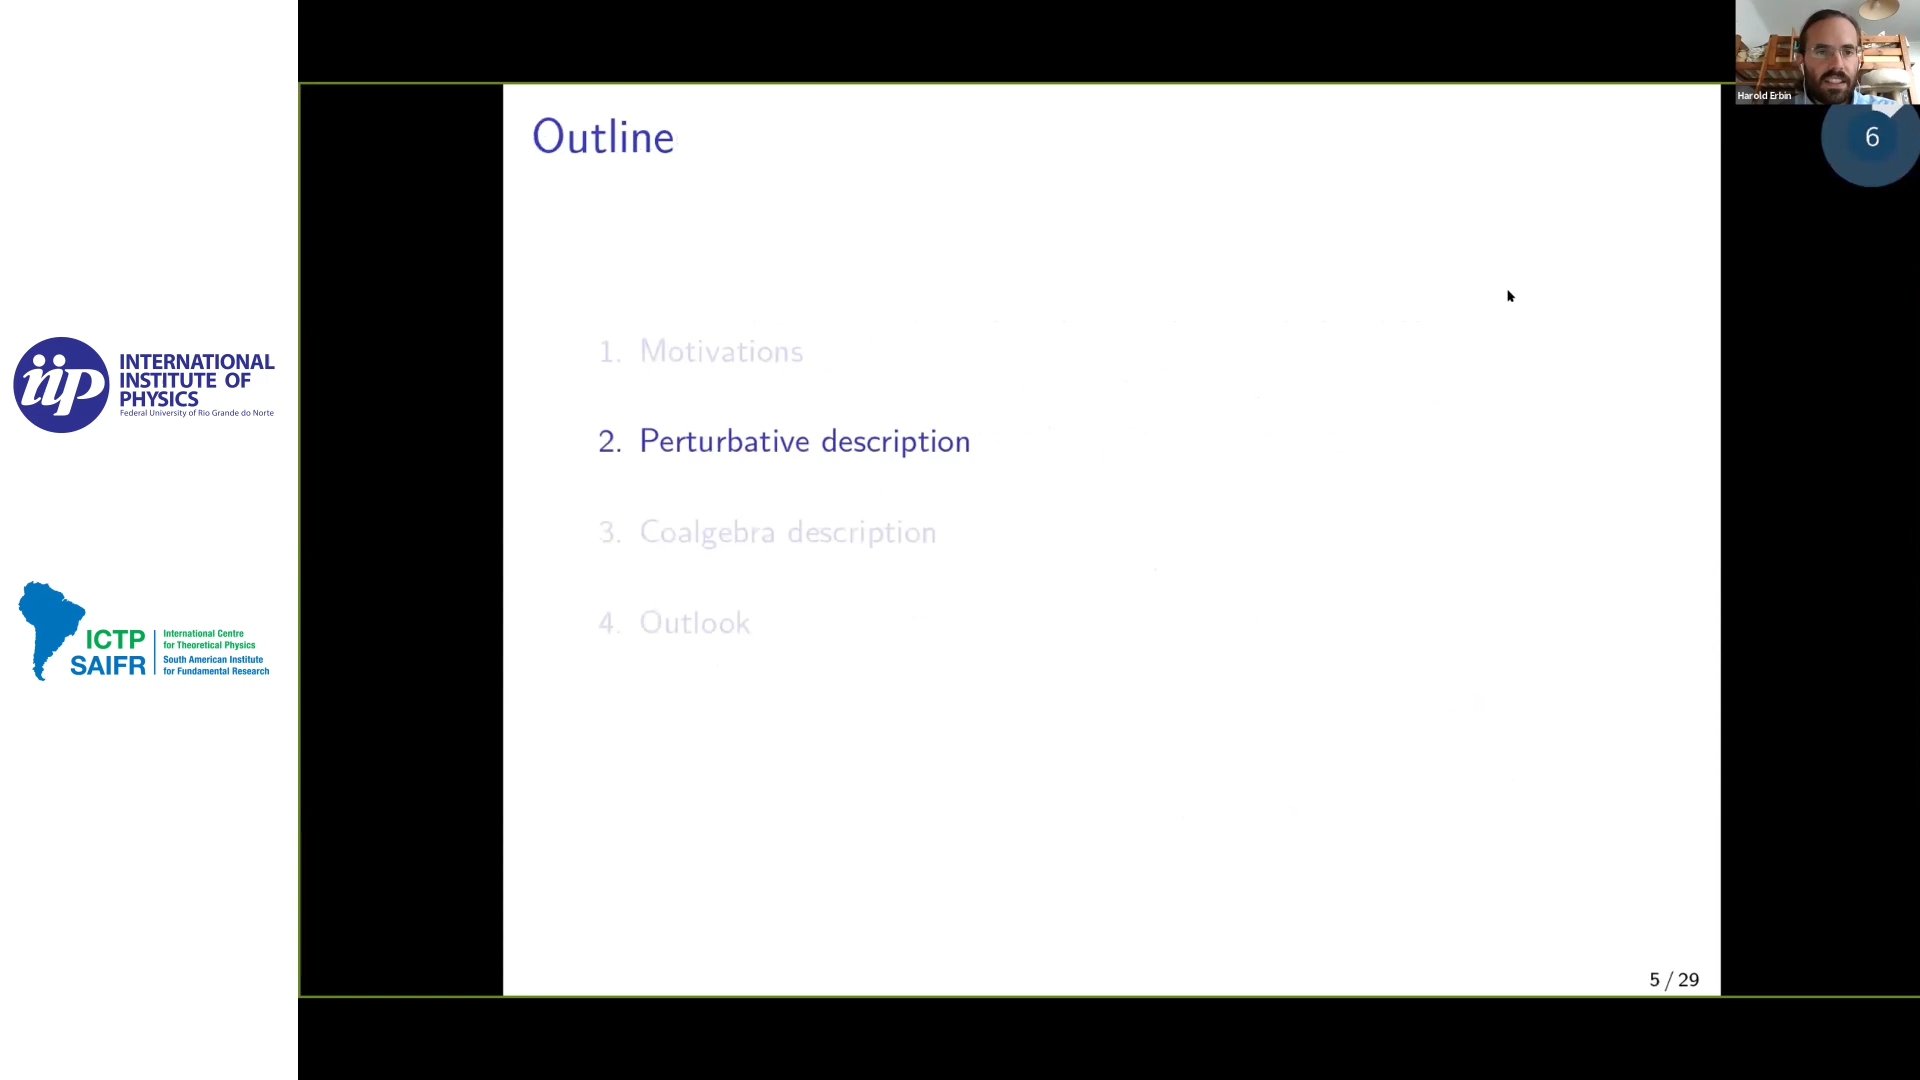 Outline
1. Motivations
2. Perturbative description
3. Coalgebra description
4. Outlook
5 / 29
Harold Erbin
6
iip
INTERNATIONAL
INSTITUTE OF
PHYSICS
Federal University of Rio Grande do Norte
ICTP
SAIFR
International Centre
for Theoretical Physics
South American Institute
for Fundamental Research